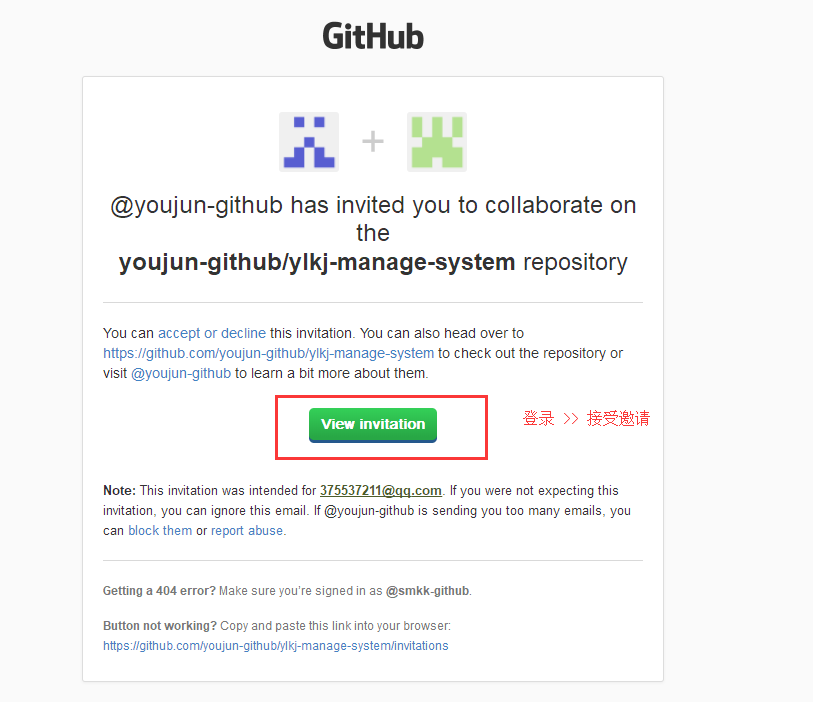 GitHub
+
@youjun-github has invited you to collaborate on
the
youjun-github/ylkj-manage-system repository
You can accept or decline this invitation. You can also head over to
https://github.com/youjun-github/ylkj-manage-system to check out the repository or
visit @youjun-github to learn a bit more about them.
View invitation
登录 >> 接受邀请
Note: This invitation was intended for 375537211@qq.com. If you were not expecting this
invitation, you can ignore this email. If @youjun-github is sending you too many emails, you
can block them or report abuse.
Getting a 404 error? Make sure you're signed in as @smkk-github.
Button not working? Copy and paste this link into your browser:
https://github.com/youjun-github/ylkj-manage-system/invitations